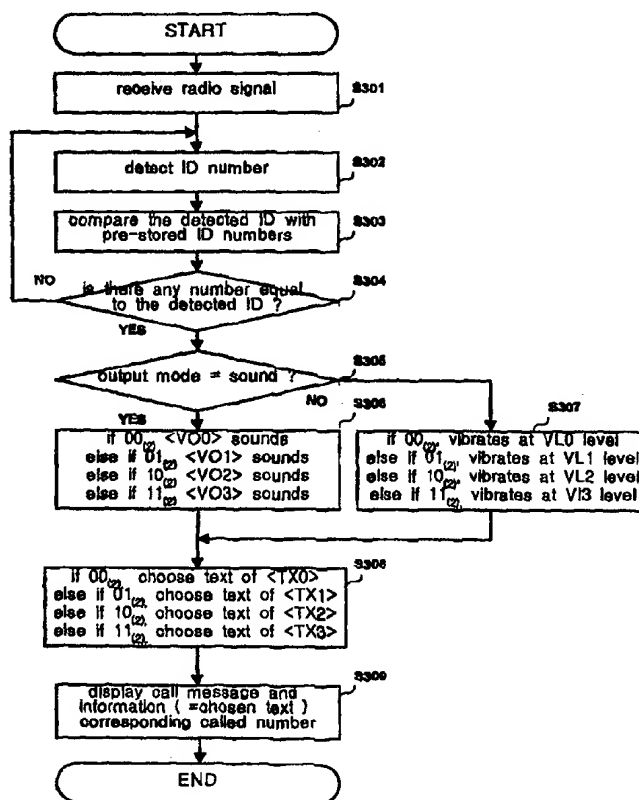 START
receive radio signal
S301
detect ID number
S302
compare the detected ID with
pre-stored ID numbers
S303
NO
is there any number equal
to the detected ID ?
S304
YES
output mode = sound ?
S305
YES
NO
S306
if 00(2), <VO0> sounds
else if 01(2), <VO1> sounds
else if 10(2), <VO2> sounds
else if 11(2), <VO3> sounds
S307
if 00(2), vibrates at VL0 level
else if 01(2), vibrates at VL1 level
else if 10(2), vibrates at VL2 level
else if 11(2), vibrates at Vl3 level
S308
if 00(2), choose text of <TX0>
else if 01(2), choose text of <TX1>
else if 10(2), choose text of <TX2>
else if 11(2), choose text of <TX3>
S309
display call message and
information ( =chosen text )
corresponding called number
END